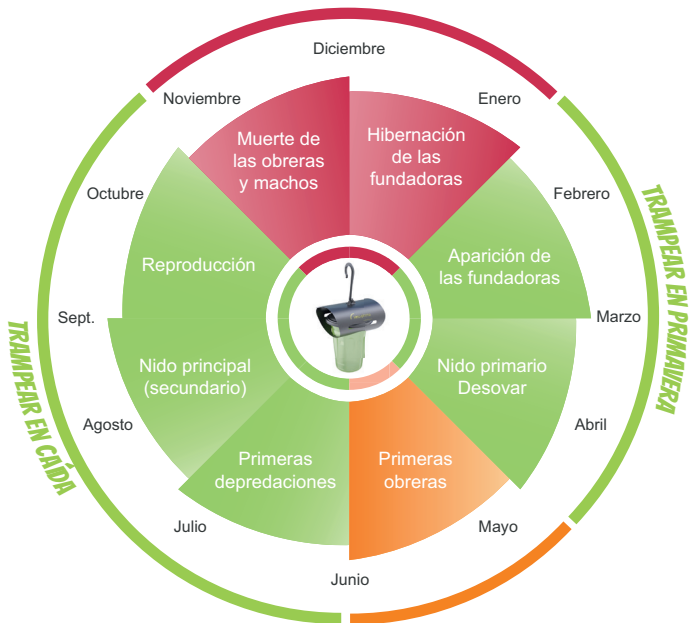 Diciembre
Enero
Febrero
Marzo
Abril
Mayo
Junio
Julio
Agosto
Sept.
Octubre
Noviembre
Hibernación
de las
fundadoras
Aparición de
las fundadoras
Nido primario
Desovar
Primeras
obreras
Primeras
depredaciones
Nido principal
(secundario)
Reproducción
Muerte de
las obreras
y machos
TRAMPEAR EN PRIMAVERA
TRAMPEAR EN CAÍDA